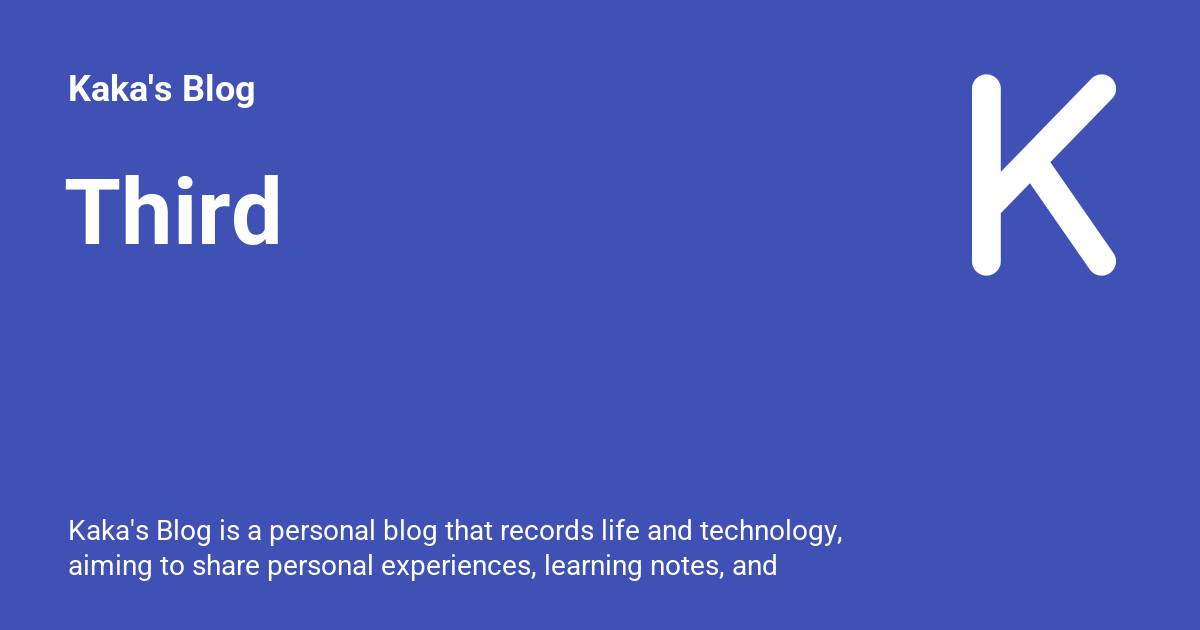 Kaka's Blog
K
Third
Kaka's Blog is a personal blog that records life and technology,
aiming to share personal experiences, learning notes, and